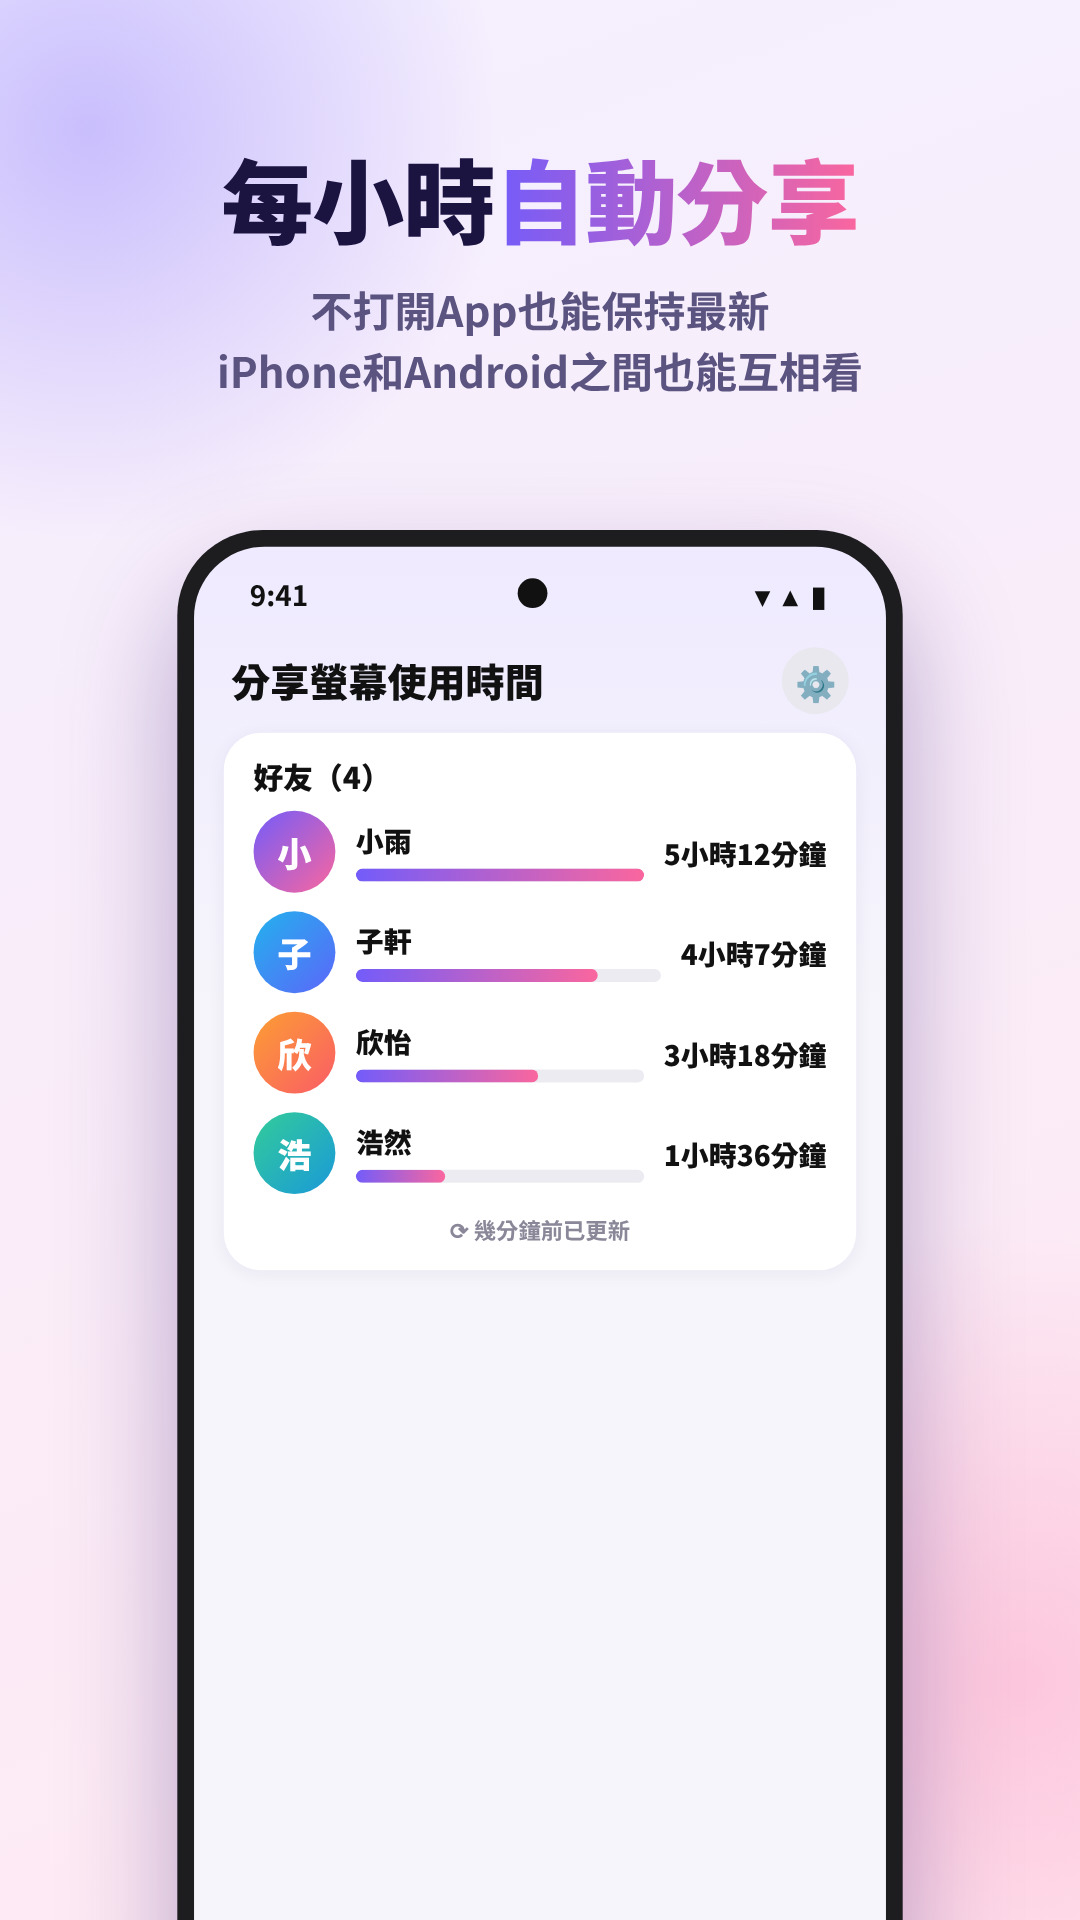 每小時自動分享
不打開App也能保持最新
iPhone和Android之間也能互相看
9:41
分享螢幕使用時間
好友（4）
小
小雨
5小時12分鐘
子
子軒
4小時7分鐘
欣
欣怡
3小時18分鐘
浩
浩然
1小時36分鐘
⟳ 幾分鐘前已更新